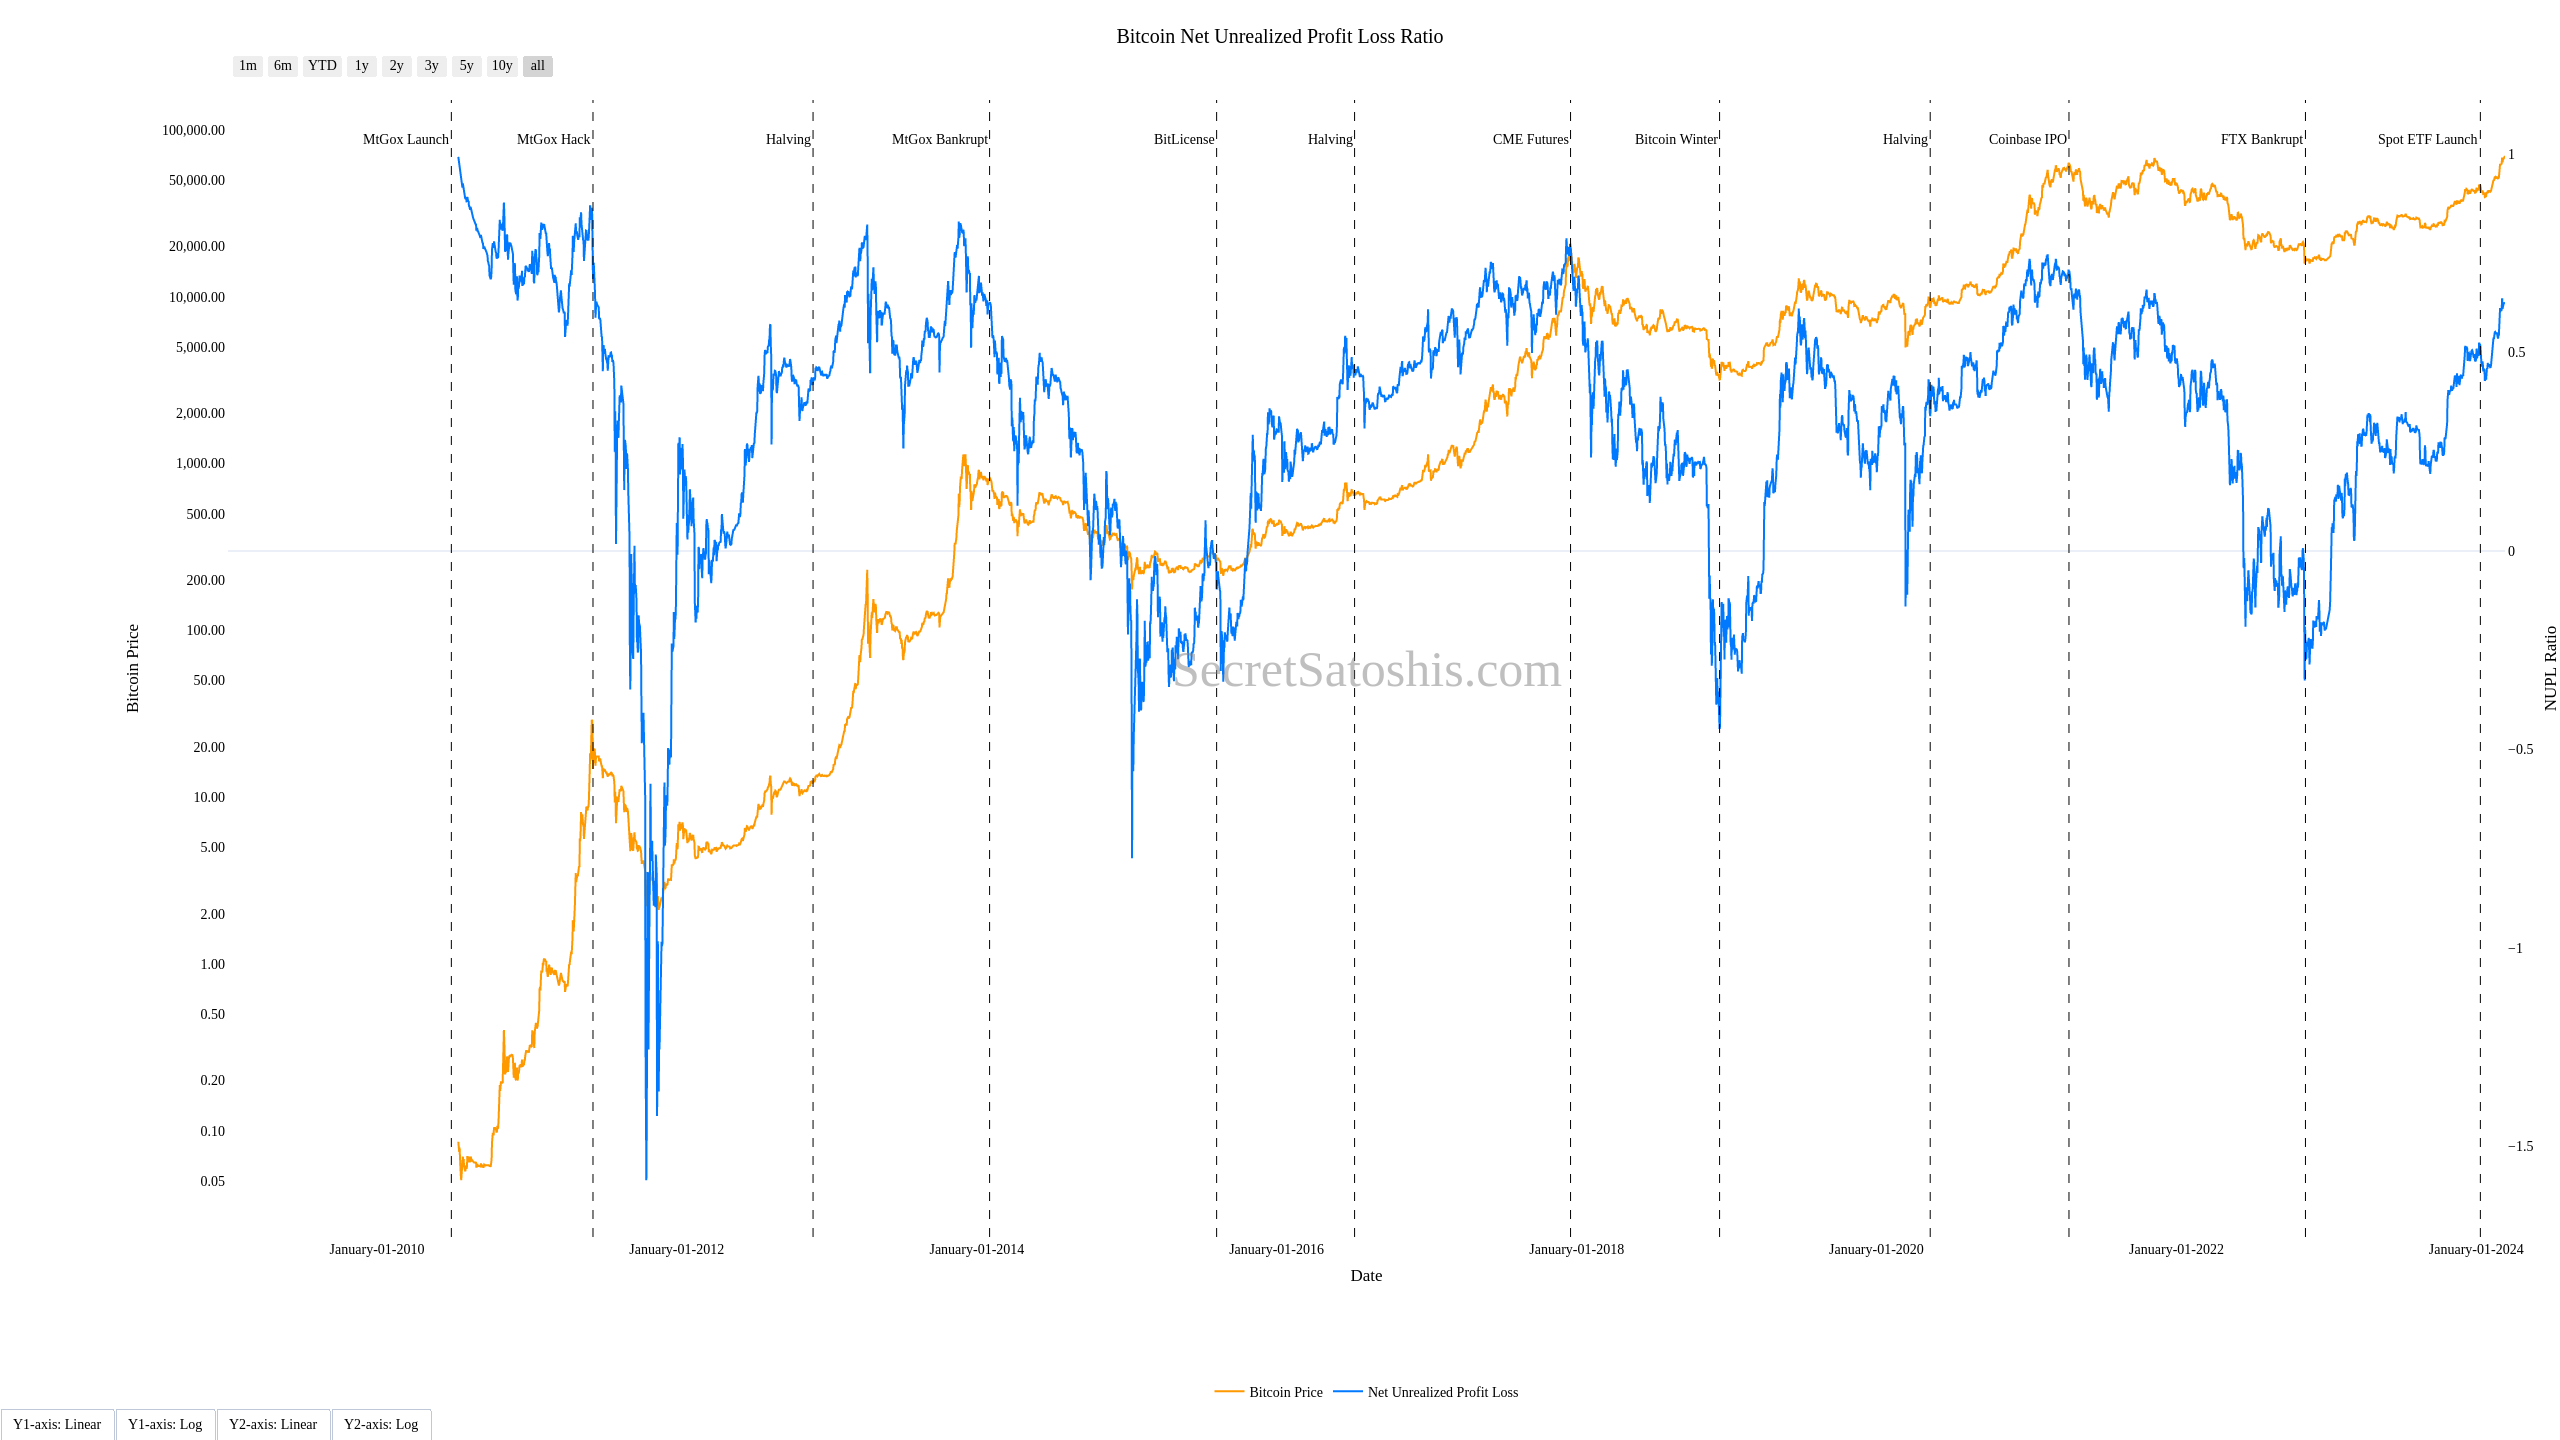 Bitcoin Net Unrealized Profit Loss Ratio
1m 6m YTD 1y 2y 3y 5y 10y all
100,000.00
MtGox Launch MtGox Hack Halving MtGox Bankrupt BitLicense Halving CME Futures Bitcoin Winter Halving Coinbase IPO FTX Bankrupt Spot ETF Launch
1
50,000.00
20,000.00
10,000.00
5,000.00
0.5
2,000.00
1,000.00
500.00
0
200.00
100.00
Bitcoin Price
SecretSatoshis.com
NUPL Ratio
50.00
20.00
−0.5
10.00
5.00
2.00
−1
1.00
0.50
0.20
0.10
−1.5
0.05
January-01-2010 January-01-2012 January-01-2014 January-01-2016 January-01-2018 January-01-2020 January-01-2022 January-01-2024
Date
Bitcoin Price Net Unrealized Profit Loss
Y1-axis: Linear Y1-axis: Log Y2-axis: Linear Y2-axis: Log